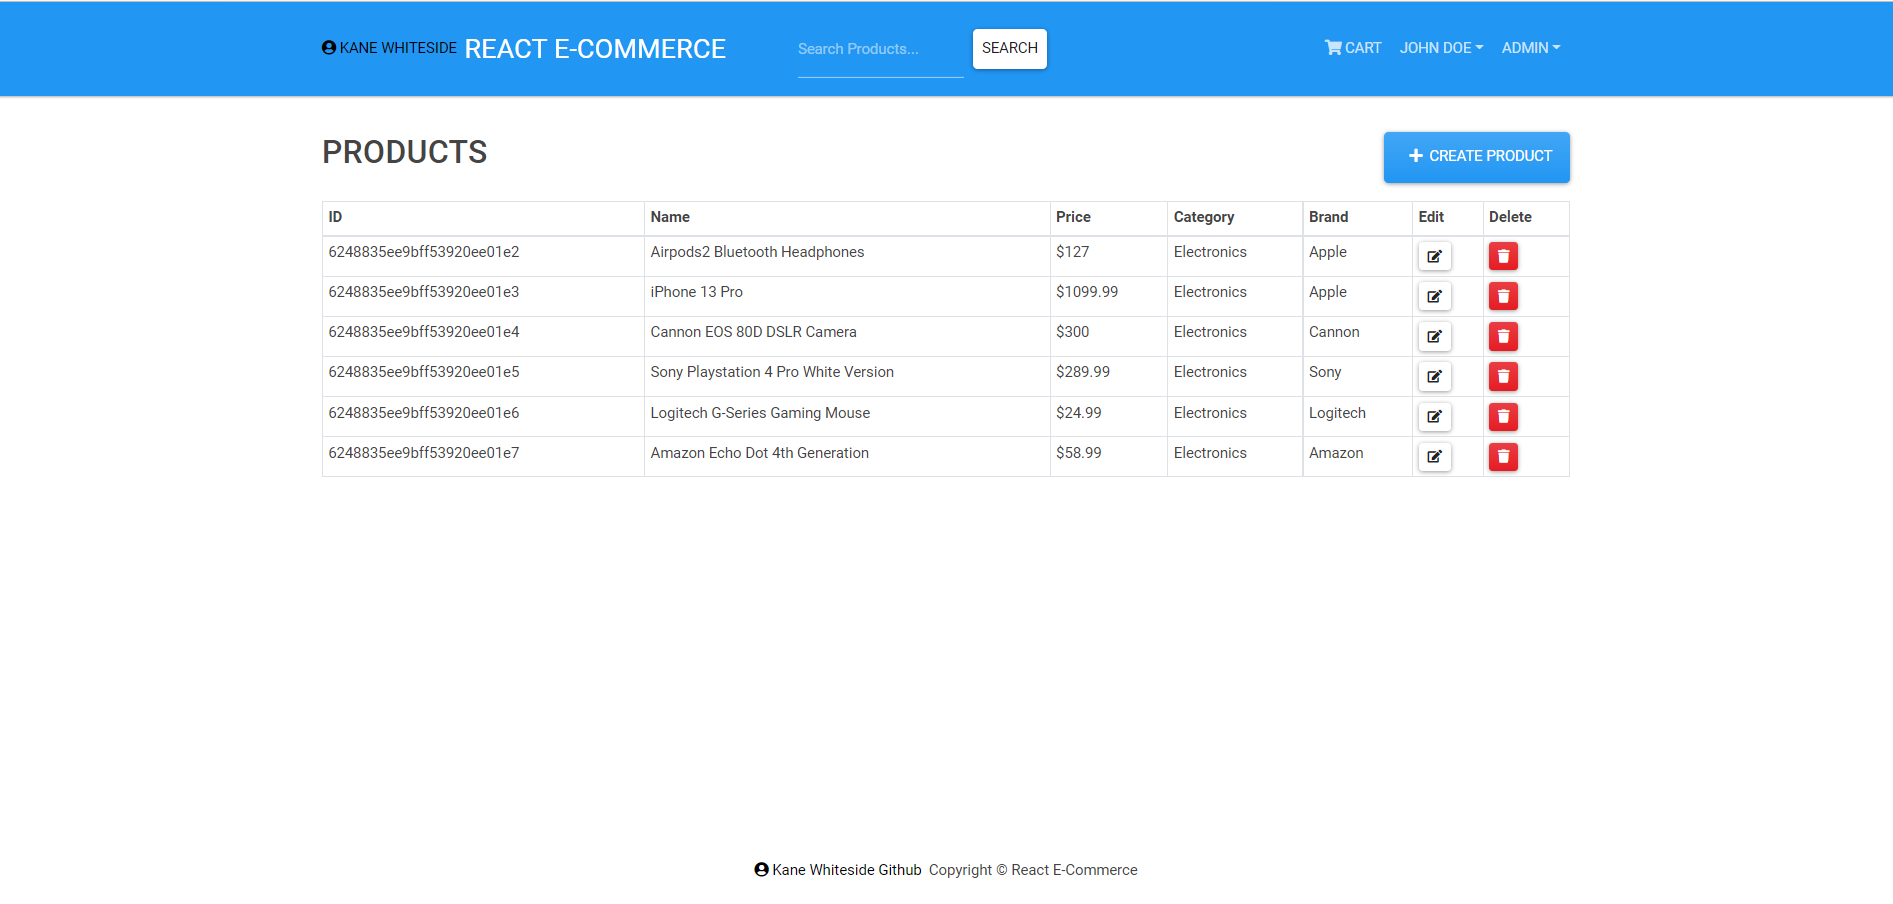 KANE WHITESIDE REACT E-COMMERCE Search Products... SEARCH CART JOHN DOE ADMIN
PRODUCTS CREATE PRODUCT
ID Name Price Category Brand Edit Delete
6248835ee9bff53920ee01e2 Airpods2 Bluetooth Headphones $127 Electronics Apple
6248835ee9bff53920ee01e3 iPhone 13 Pro $1099.99 Electronics Apple
6248835ee9bff53920ee01e4 Cannon EOS 80D DSLR Camera $300 Electronics Cannon
6248835ee9bff53920ee01e5 Sony Playstation 4 Pro White Version $289.99 Electronics Sony
6248835ee9bff53920ee01e6 Logitech G-Series Gaming Mouse $24.99 Electronics Logitech
6248835ee9bff53920ee01e7 Amazon Echo Dot 4th Generation $58.99 Electronics Amazon
Kane Whiteside Github Copyright © React E-Commerce